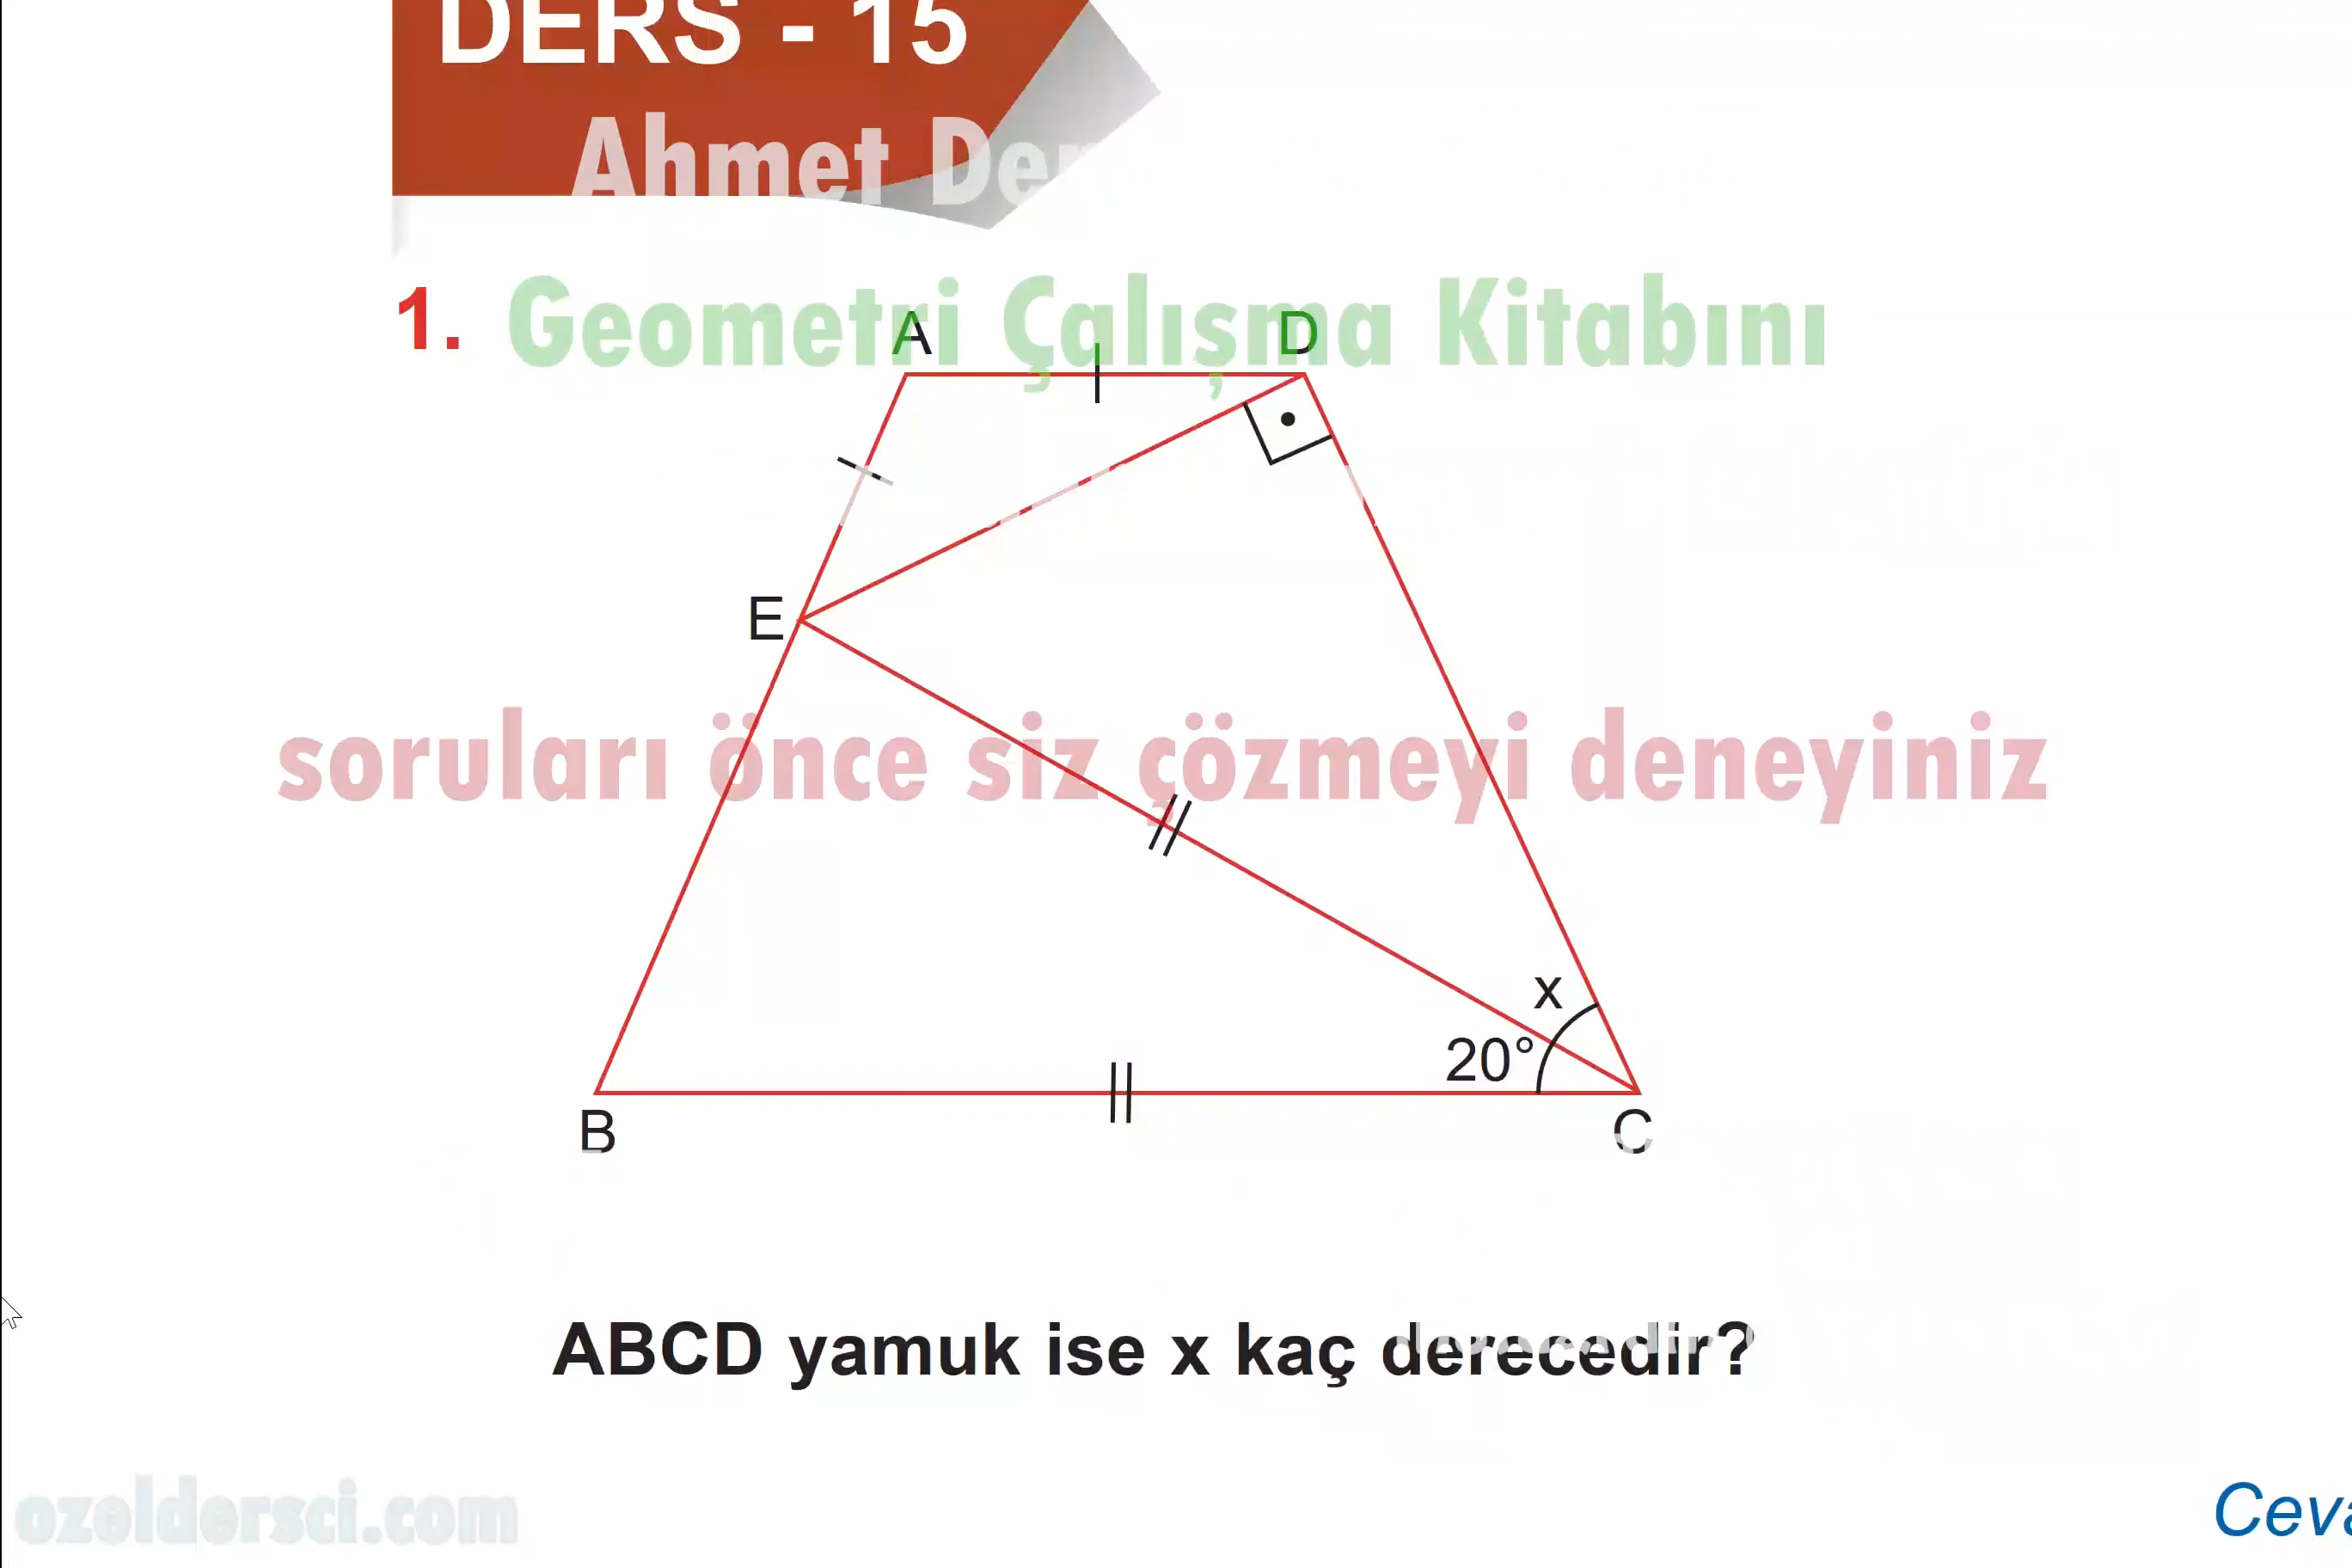 DERS - 15
Ahmet Der
1. Geometri Çalışma Kitabını
A D
E
soruları önce siz çözmeyi deneyiniz
x
20°
B C
ABCD yamuk ise x kaç derecedir?
ozeldersci.com
Ceva